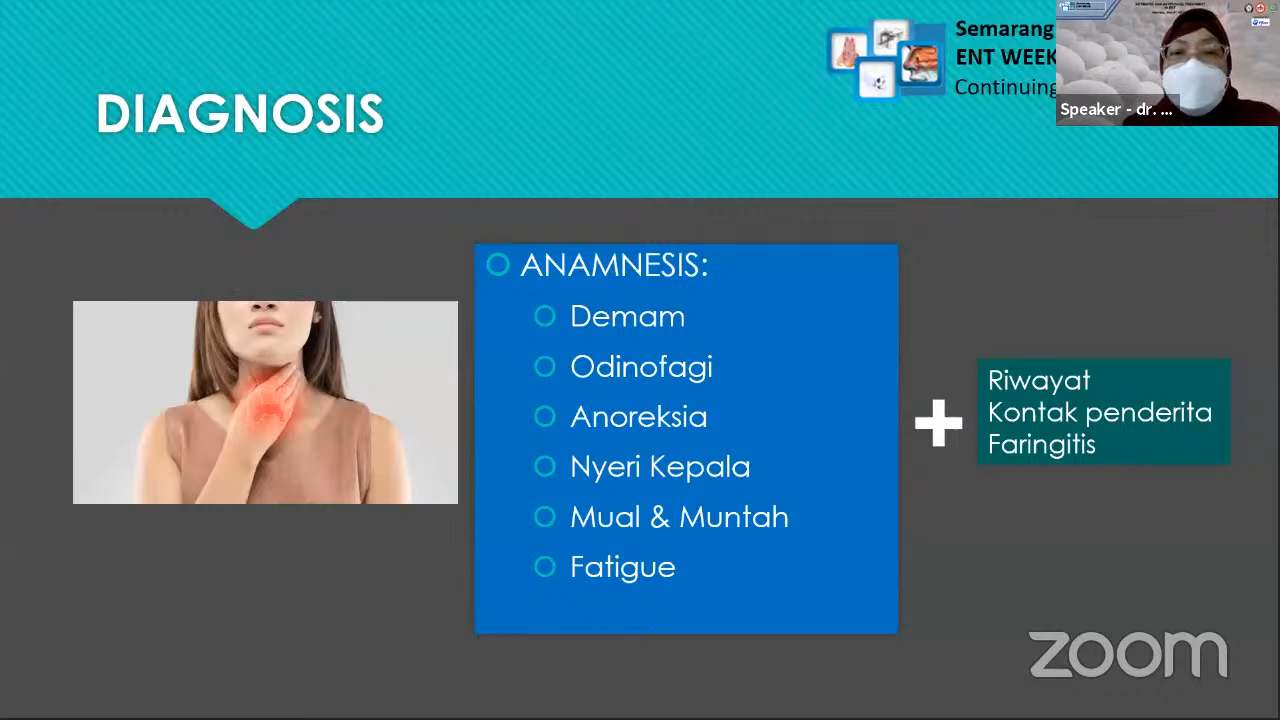 DIAGNOSIS
Semarang
ENT WEEK
Continuing
Speaker - dr. ...
ANAMNESIS:
Demam
Odinofagi
Anoreksia
Nyeri Kepala
Mual & Muntah
Fatigue
Riwayat
Kontak penderita
Faringitis
zoom